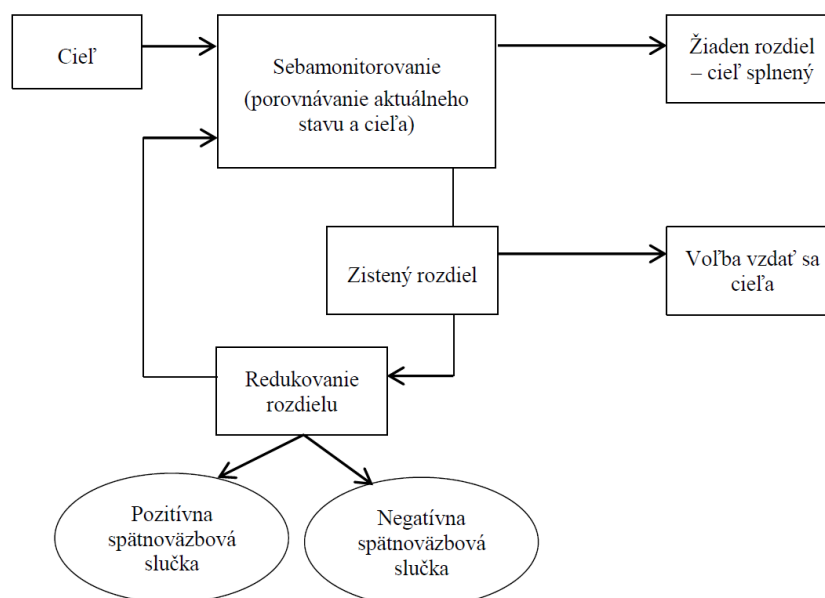 Cieľ
Sebamonitorovanie
(porovnávanie aktuálneho
stavu a cieľa)
Žiaden rozdiel
– cieľ splnený
Zistený rozdiel
Voľba vzdať sa
cieľa
Redukovanie
rozdielu
Pozitívna
spätnoväzbová
slučka
Negatívna
spätnoväzbová
slučka